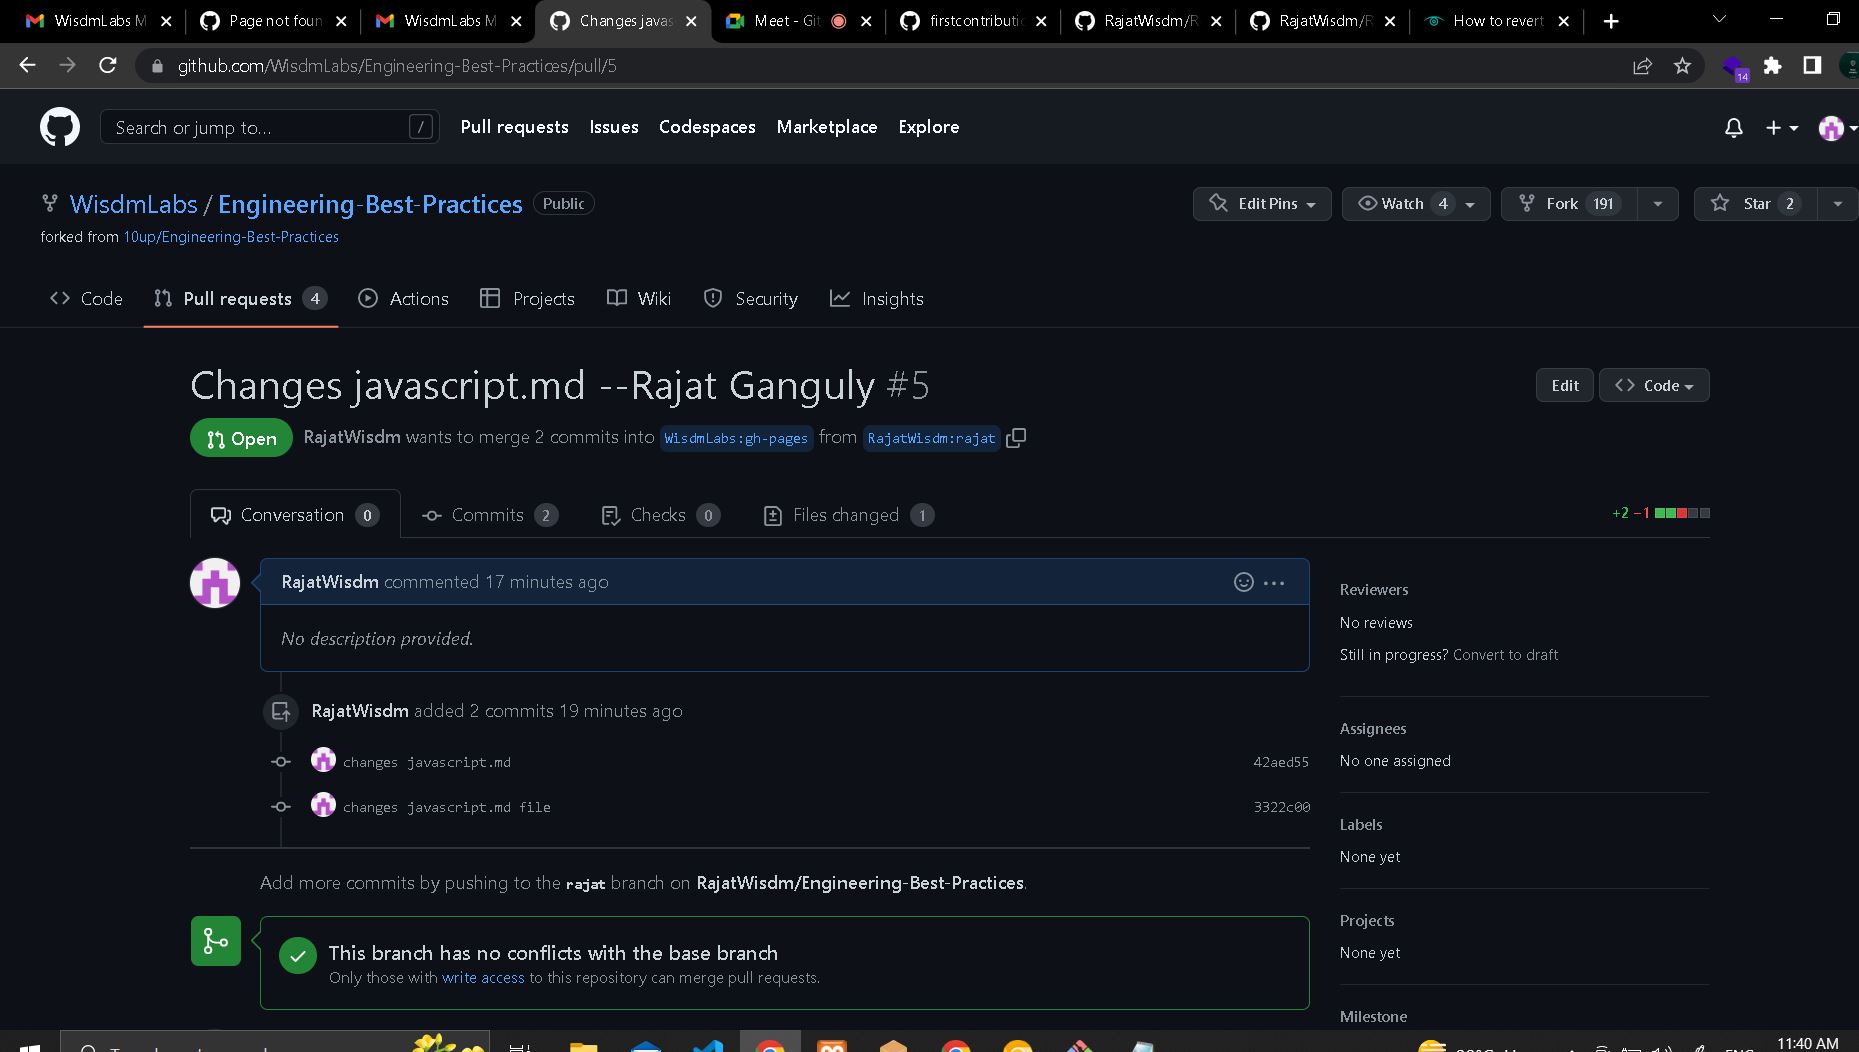 WisdmLabs M
Page not foun
WisdmLabs M
Changes javas
Meet - Git
firstcontributi
RajatWisdm/R
RajatWisdm/R
How to revert
github.com/WisdmLabs/Engineering-Best-Practices/pull/5
14
Search or jump to... /
Pull requests Issues Codespaces Marketplace Explore
WisdmLabs / Engineering-Best-Practices Public
Edit Pins Watch 4 Fork 191 Star 2
forked from 10up/Engineering-Best-Practices
Code Pull requests 4 Actions Projects Wiki Security Insights
Changes javascript.md --Rajat Ganguly #5
Edit Code
Open RajatWisdm wants to merge 2 commits into WisdmLabs:gh-pages from RajatWisdm:rajat
Conversation 0 Commits 2 Checks 0 Files changed 1
+2 −1
RajatWisdm commented 17 minutes ago
No description provided.
RajatWisdm added 2 commits 19 minutes ago
changes javascript.md 42aed55
changes javascript.md file 3322c00
Add more commits by pushing to the rajat branch on RajatWisdm/Engineering-Best-Practices.
This branch has no conflicts with the base branch
Only those with write access to this repository can merge pull requests.
Reviewers
No reviews
Still in progress? Convert to draft
Assignees
No one assigned
Labels
None yet
Projects
None yet
Milestone
11:40 AM